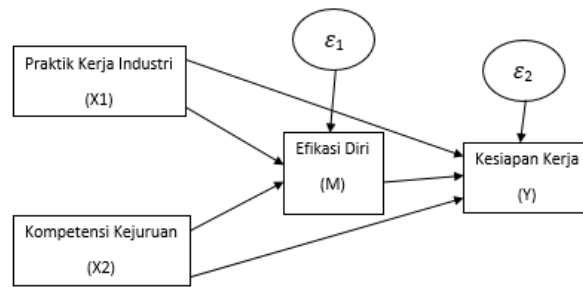 Praktik Kerja Industri
(X1)
ε1
ε2
Efikasi Diri
(M)
Kesiapan Kerja
(Y)
Kompetensi Kejuruan
(X2)